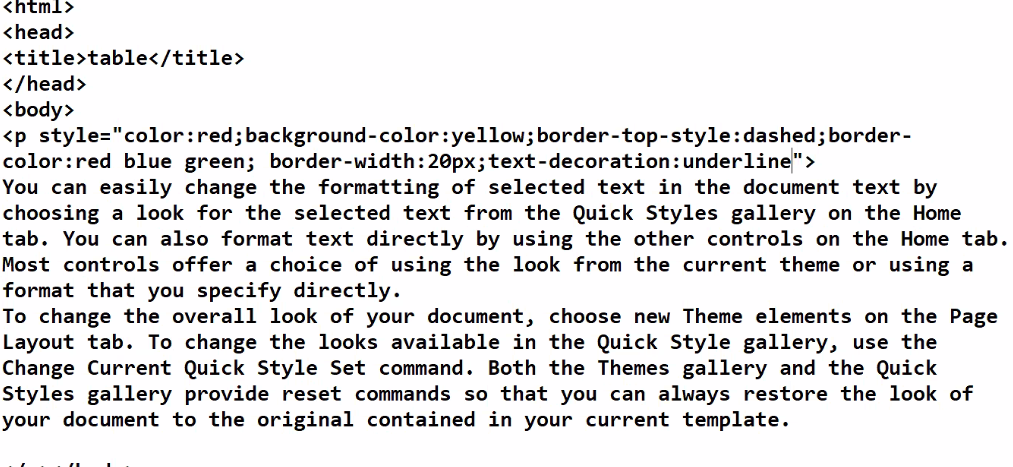 <html>
<head>
<title>table</title>
</head>
<body>
<p style="color:red;background-color:yellow;border-top-style:dashed;border-
color:red blue green; border-width:20px;text-decoration:underline">
You can easily change the formatting of selected text in the document text by
choosing a look for the selected text from the Quick Styles gallery on the Home
tab. You can also format text directly by using the other controls on the Home tab.
Most controls offer a choice of using the look from the current theme or using a
format that you specify directly.
To change the overall look of your document, choose new Theme elements on the Page
Layout tab. To change the looks available in the Quick Style gallery, use the
Change Current Quick Style Set command. Both the Themes gallery and the Quick
Styles gallery provide reset commands so that you can always restore the look of
your document to the original contained in your current template.